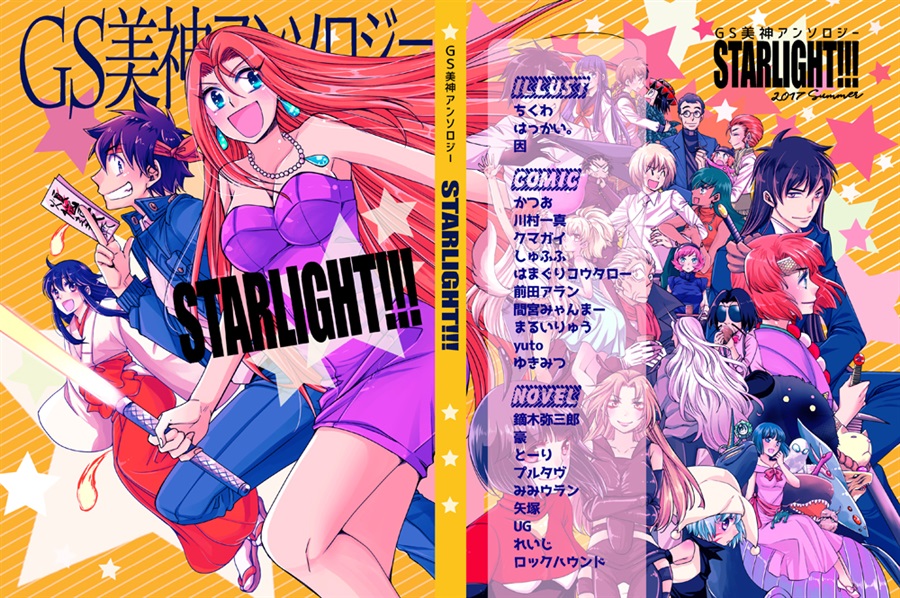 GS美神アンソロジー
STARLIGHT!!!
GS美神アンソロジー
STARLIGHT!!!
GS美神アンソロジー
STARLIGHT!!!
2017 Summer
ILLUST
ちくわ
はっかい。
因
COMIC
かつお
川村一真
クマガイ
しゅふふ
はまぐりコウタロー
前田アラン
間宮みゃんまー
まるいりゅう
yuto
ゆきみつ
NOVEL
鏑木弥三郎
豪
とーり
プルタヴ
みみウラン
矢塚
UG
れいじ
ロックハウンド